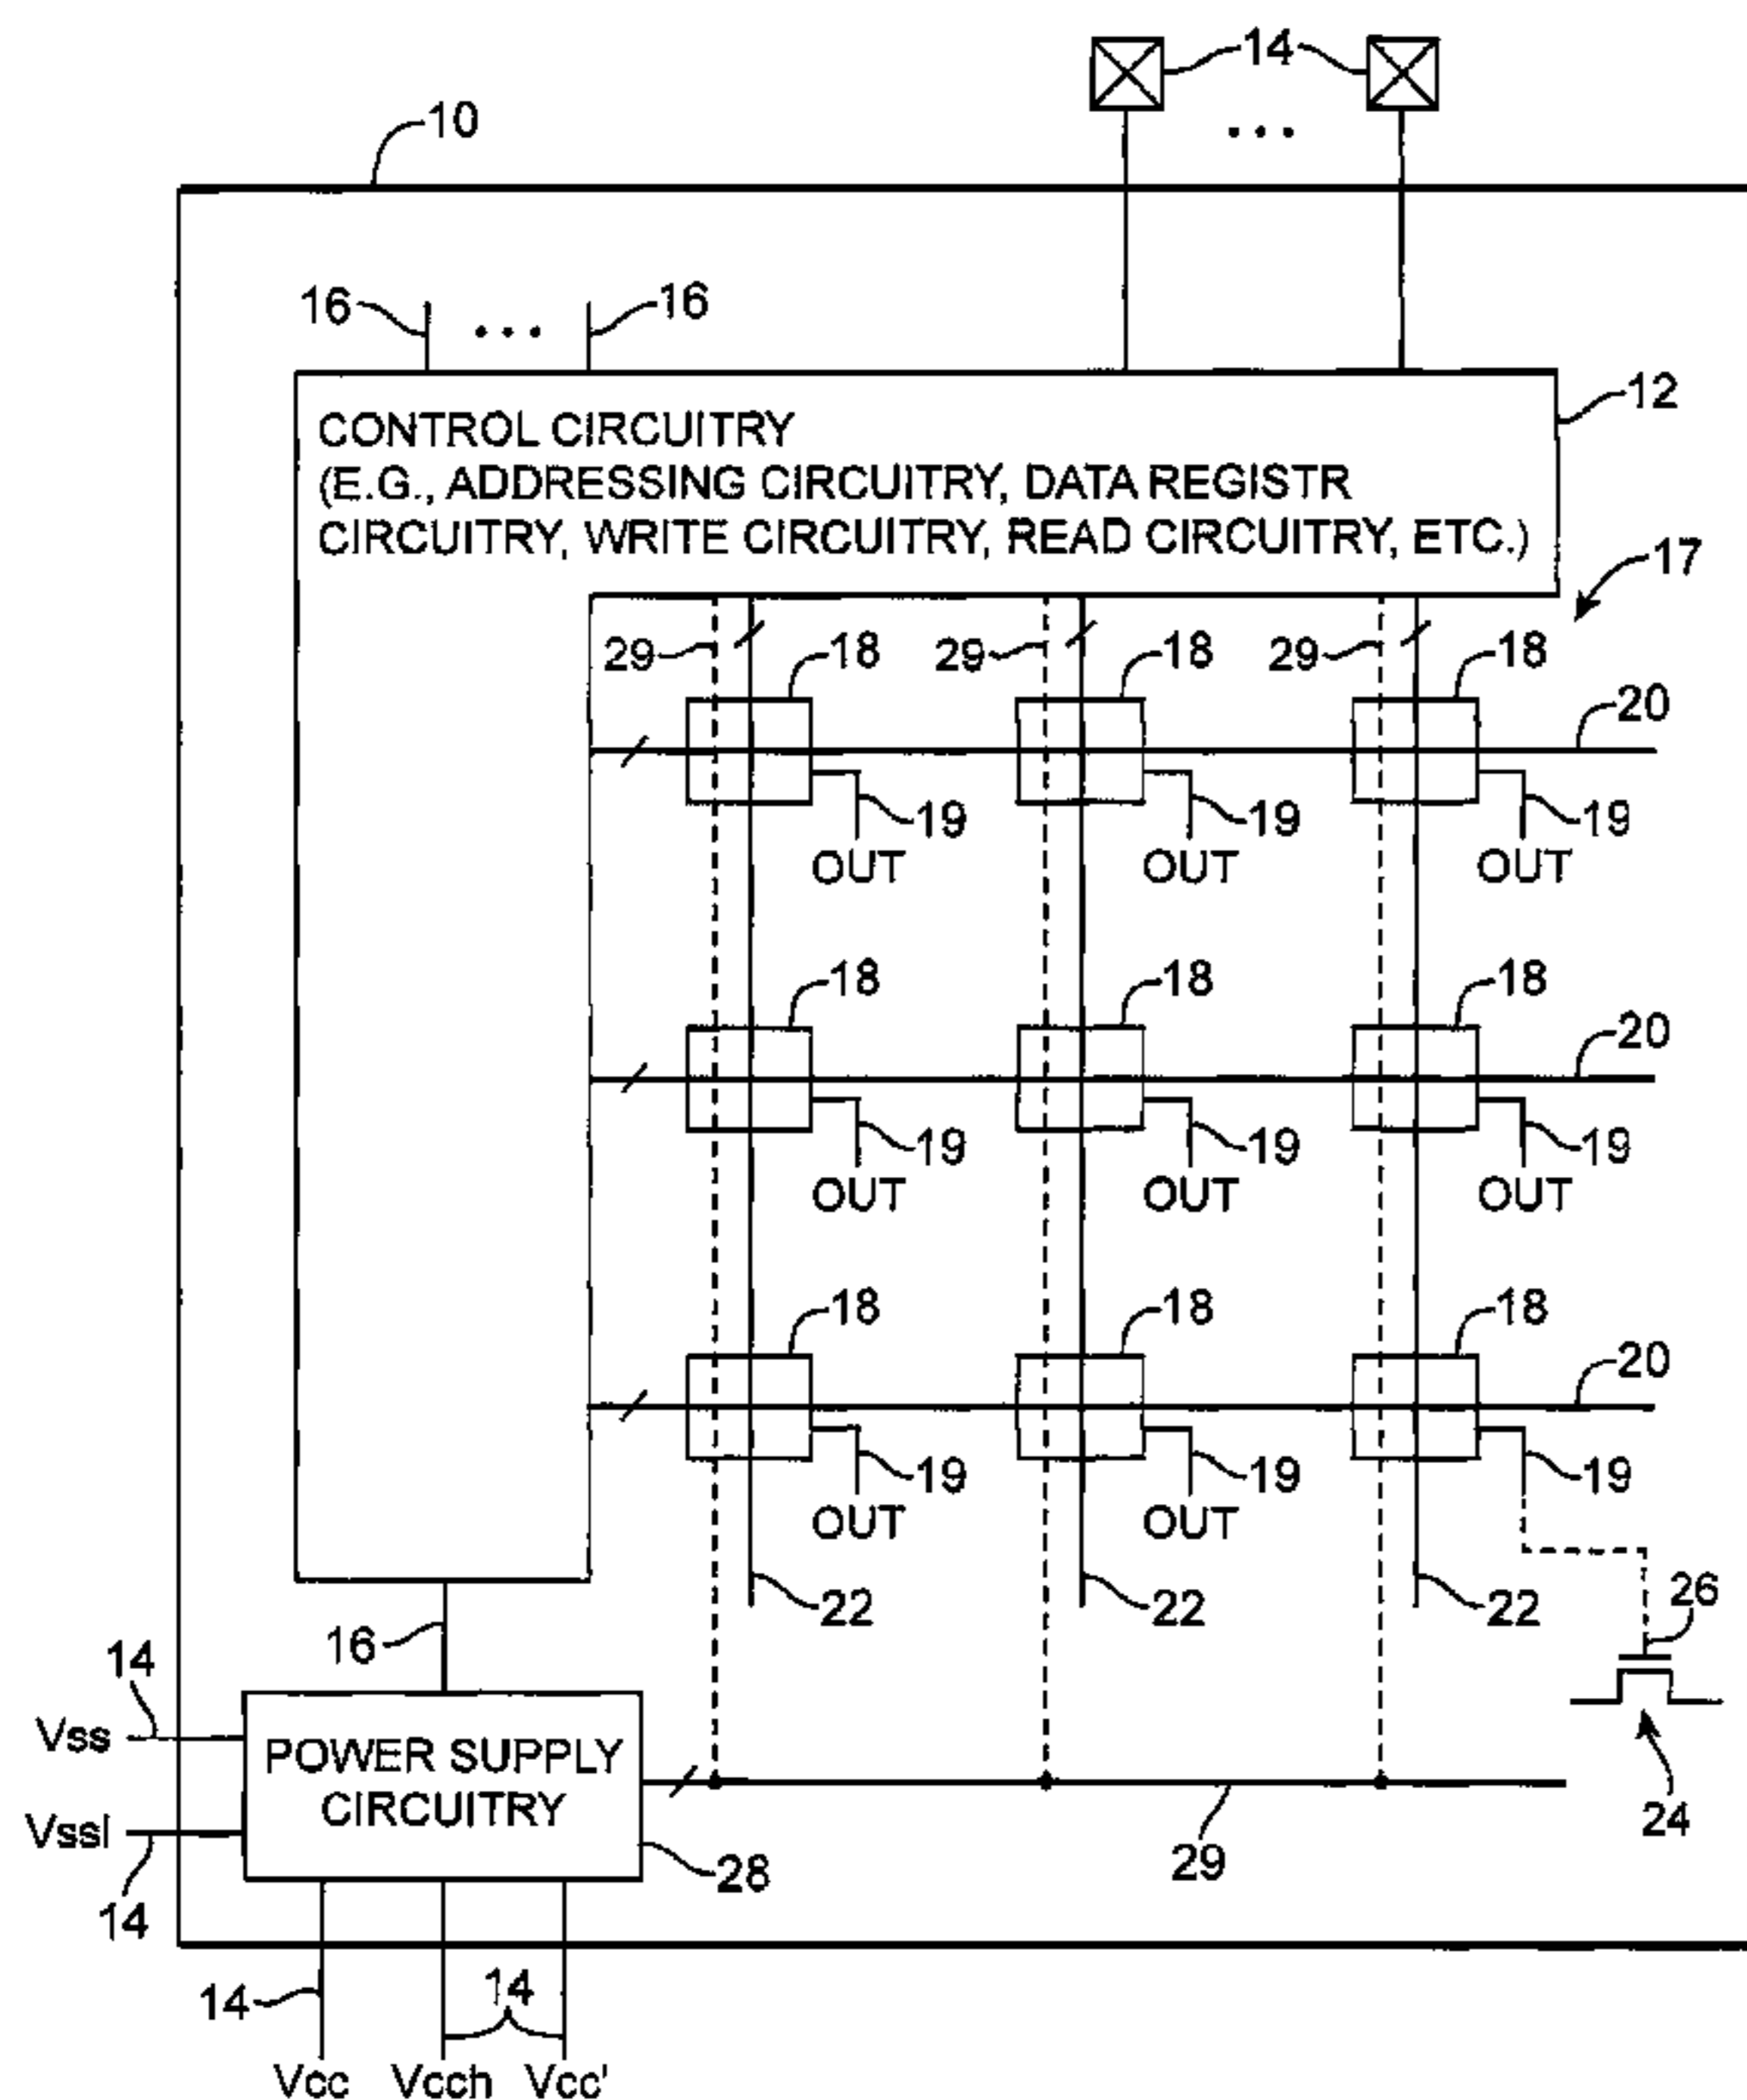 14
...
10
16 ... 16
12
CONTROL CIRCUITRY
(E.G., ADDRESSING CIRCUITRY, DATA REGISTR
CIRCUITRY, WRITE CIRCUITRY, READ CIRCUITRY, ETC.)
17
29 18 29 18 29 18
20
19 19 19
OUT OUT OUT
18 18 18
20
19 19 19
OUT OUT OUT
18 18 18
20
19 19 19
OUT OUT
22 22 22
26
16
14
Vss
POWER SUPPLY
CIRCUITRY
Vssl
14
28
29
24
14
14
Vcc Vcch Vcc'